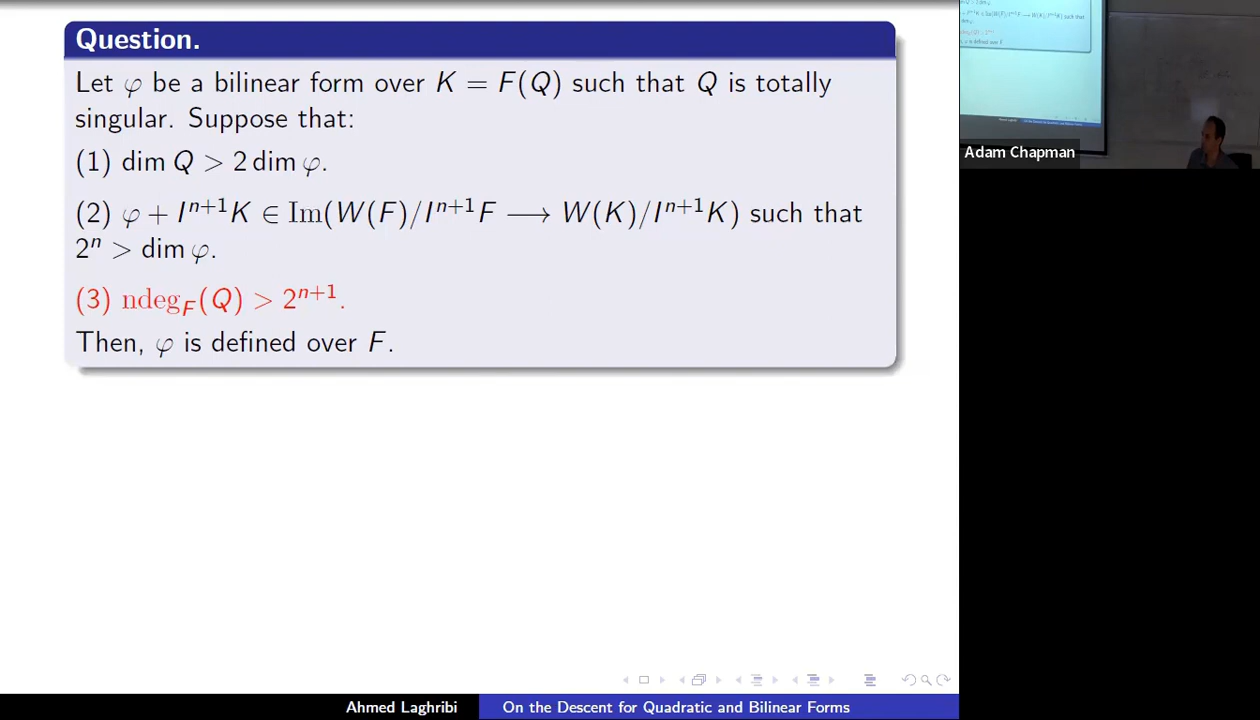 Question.
Let φ be a bilinear form over K = F(Q) such that Q is totally
singular. Suppose that:
(1) dim Q > 2 dim φ.
(2) φ + I^{n+1}K ∈ Im(W(F)/I^{n+1}F ⟶ W(K)/I^{n+1}K) such that
2^n > dim φ.
(3) ndeg_F(Q) > 2^{n+1}.
Then, φ is defined over F.
Adam Chapman
Ahmed Laghribi
On the Descent for Quadratic and Bilinear Forms